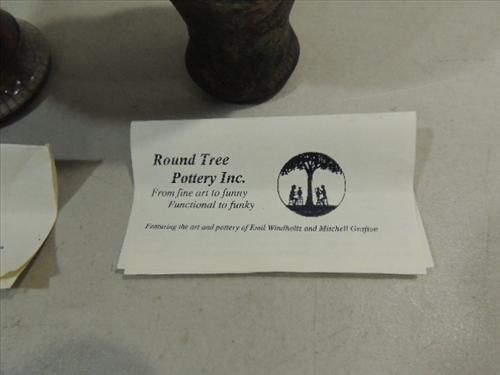 Round Tree
Pottery Inc.
From fine art to funny
Functional to funky
Featuring the art and pottery of Emil Windholtz and Mitchell Grafton